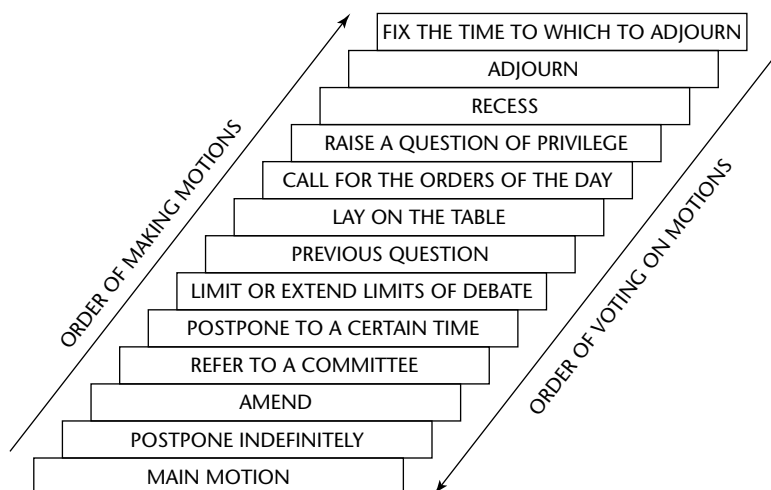 FIX THE TIME TO WHICH TO ADJOURN
ADJOURN
RECESS
RAISE A QUESTION OF PRIVILEGE
CALL FOR THE ORDERS OF THE DAY
LAY ON THE TABLE
PREVIOUS QUESTION
LIMIT OR EXTEND LIMITS OF DEBATE
POSTPONE TO A CERTAIN TIME
REFER TO A COMMITTEE
AMEND
POSTPONE INDEFINITELY
MAIN MOTION
ORDER OF MAKING MOTIONS
ORDER OF VOTING ON MOTIONS